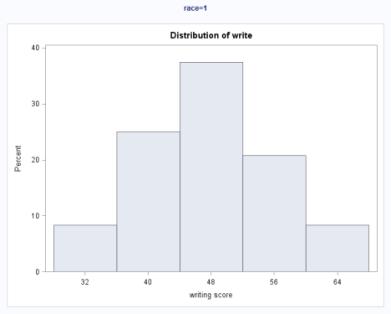 race=1
Distribution of write
40
30
20
10
0
Percent
32 40 48 56 64
writing score